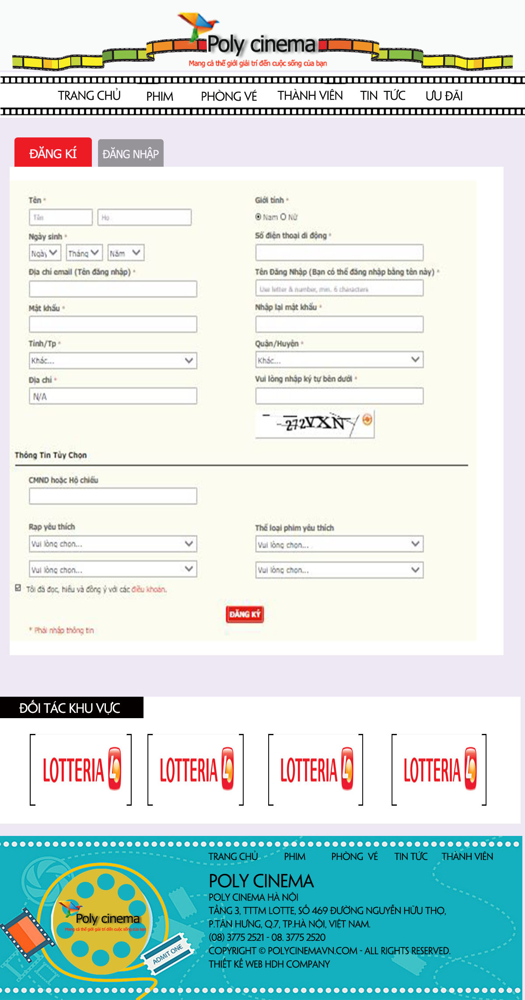 Poly cinema
Mang cả thế giới giải trí đến cuộc sống của bạn
TRANG CHỦ PHIM PHÒNG VÉ THÀNH VIÊN TIN TỨC ƯU ĐÃI
ĐĂNG KÍ ĐĂNG NHẬP
Tên * Giới tính *
Tên Họ Nam Nữ
Ngày sinh * Số điện thoại di động *
Ngày Tháng Năm
Địa chỉ email (Tên đăng nhập) * Tên Đăng Nhập (Bạn có thể đăng nhập bằng tên này) *
Use letter & number, min. 6 characters
Mật khẩu * Nhập lại mật khẩu *
Tỉnh/Tp * Quận/Huyện *
Khác... Khác...
Địa chỉ * Vui lòng nhập ký tự bên dưới *
N/A
272VXN
Thông Tin Tùy Chọn
CMND hoặc Hộ chiếu
Rạp yêu thích Thể loại phim yêu thích
Vui lòng chọn... Vui lòng chọn...
Vui lòng chọn... Vui lòng chọn...
Tôi đã đọc, hiểu và đồng ý với các điều khoản.
ĐĂNG KÝ
* Phải nhập thông tin
ĐỐI TÁC KHU VỰC
LOTTERIA L LOTTERIA L LOTTERIA L LOTTERIA L
TRANG CHỦ PHIM PHÒNG VÉ TIN TỨC THÀNH VIÊN
POLY CINEMA
POLY CINEMA HÀ NỘI
TẦNG 3, TTTM LOTTE, SỐ 469 ĐƯỜNG NGUYỄN HỮU THỌ,
P.TÂN HƯNG, Q.7, TP.HÀ NỘI, VIỆT NAM.
(08) 3775 2521 - 08. 3775 2520
COPYRIGHT © POLYCINEMAVN.COM - ALL RIGHTS RESERVED.
THIẾT KẾ WEB HDH COMPANY
Poly cinema
Mang cả thế giới giải trí đến cuộc sống của bạn
ADMIT ONE